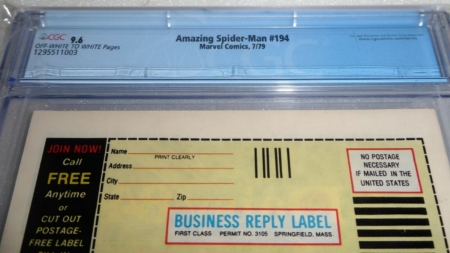 CGC 9.6
OFF-WHITE TO WHITE Pages
1295511003
Amazing Spider-Man #194
Marvel Comics, 7/79
JOIN NOW!
Call
FREE
Anytime
or
CUT OUT
POSTAGE-
FREE LABEL
Name
PRINT CLEARLY
Address
City
State Zip
NO POSTAGE
NECESSARY
IF MAILED IN THE
UNITED STATES
BUSINESS REPLY LABEL
FIRST CLASS PERMIT NO. 3105 SPRINGFIELD, MASS